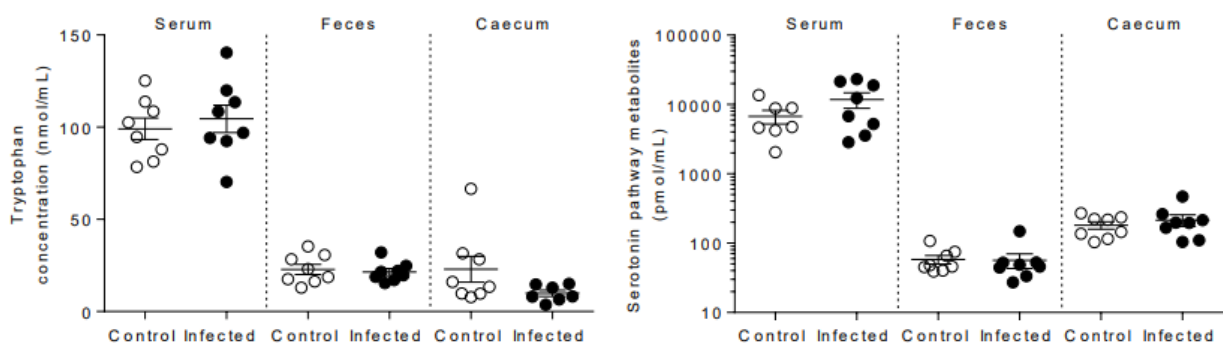 Serum Feces Caecum
Tryptophan
concentration (nmol/mL)
150
100
50
0
Control Infected Control Infected Control Infected
Serum Feces Caecum
Serotonin pathway metabolites
(pmol/mL)
100000
10000
1000
100
10
Control Infected Control Infected Control Infected